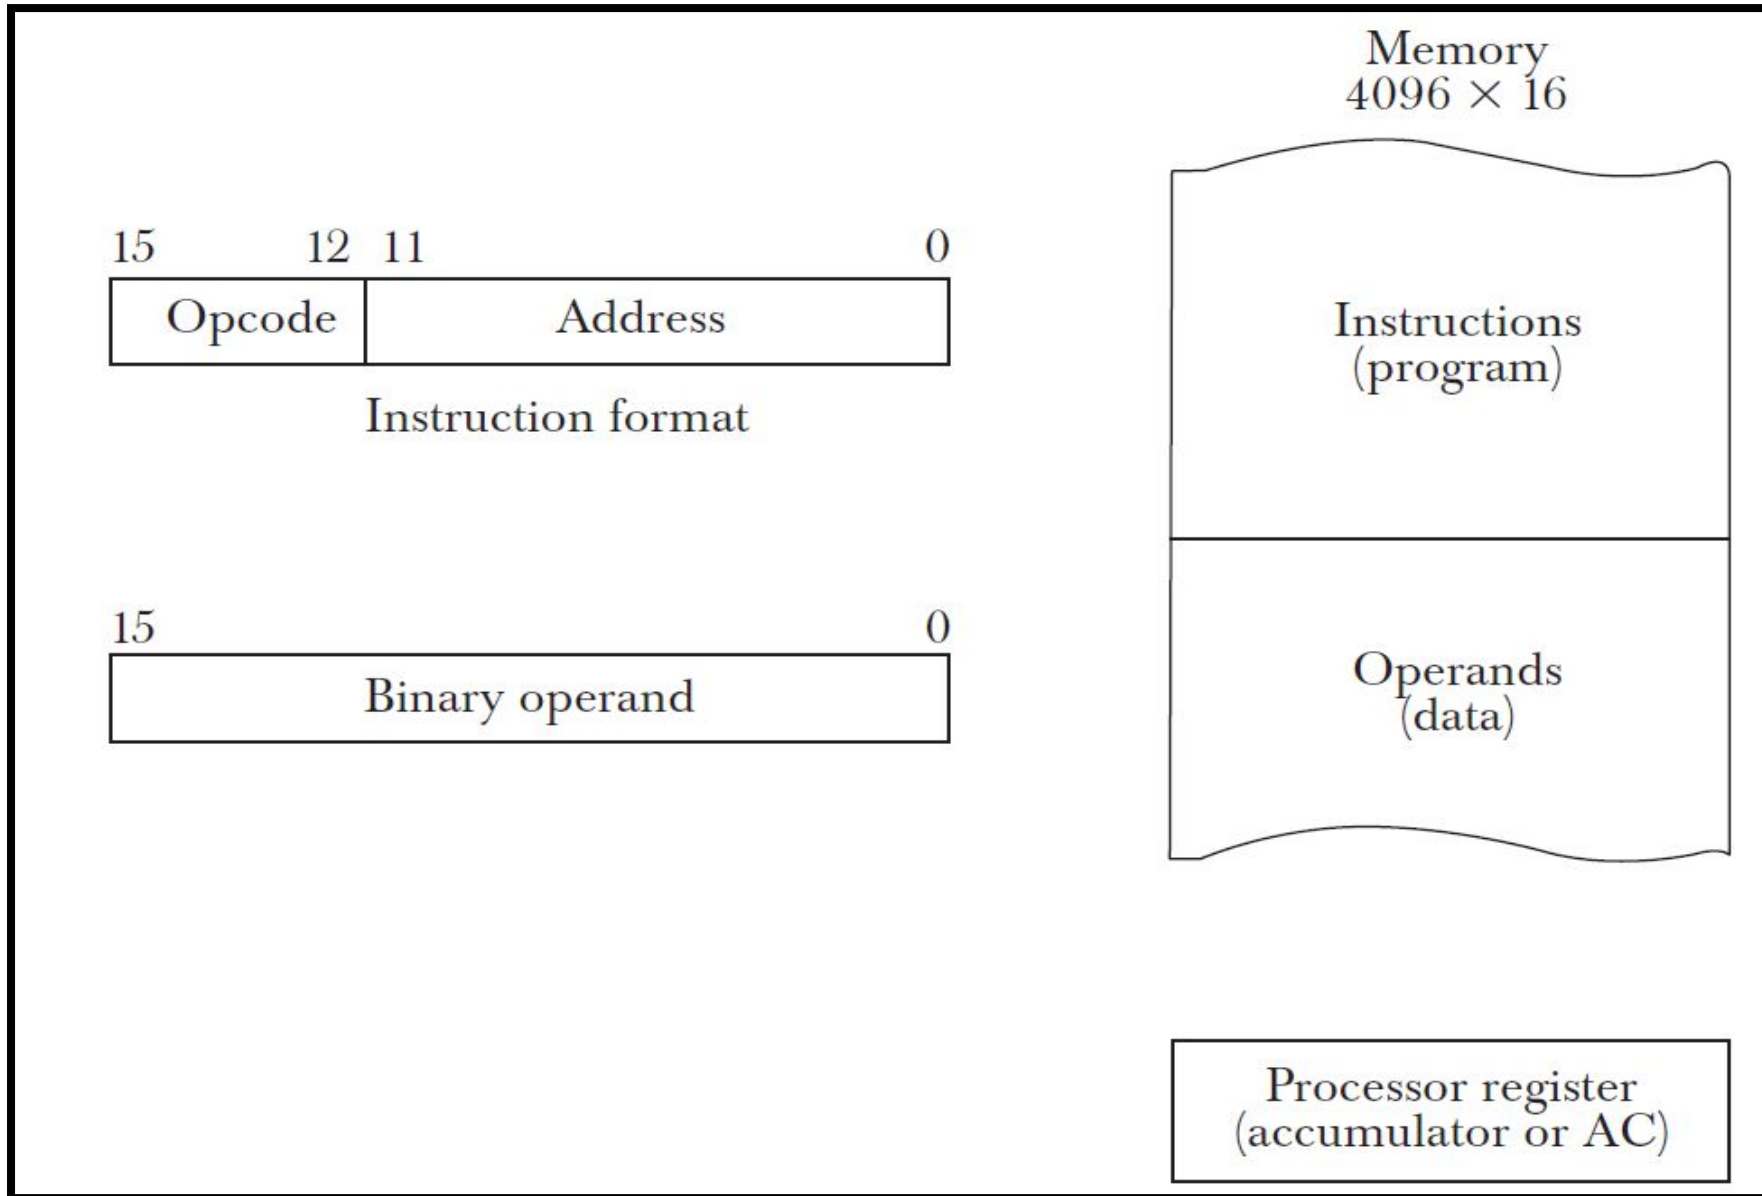 Memory
4096 × 16
15 12 11 0
Opcode Address
Instruction format
Instructions
(program)
15 0
Binary operand
Operands
(data)
Processor register
(accumulator or AC)